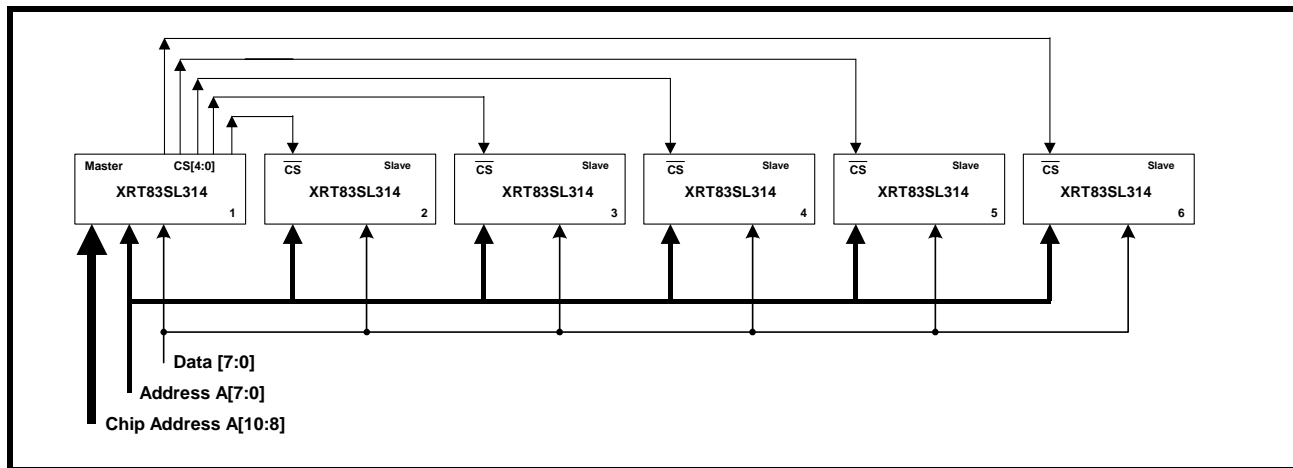 Master CS[4:0]
XRT83SL314
1
CS Slave
XRT83SL314
2
CS Slave
XRT83SL314
3
CS Slave
XRT83SL314
4
CS Slave
XRT83SL314
5
CS Slave
XRT83SL314
6
Data [7:0]
Address A[7:0]
Chip Address A[10:8]